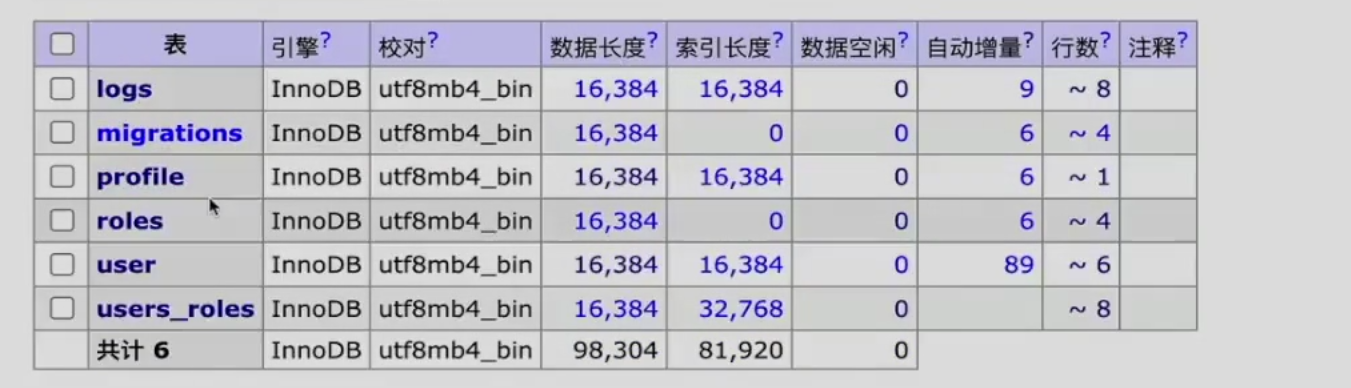 表 引擎? 校对? 数据长度? 索引长度? 数据空闲? 自动增量? 行数? 注释?
logs InnoDB utf8mb4_bin 16,384 16,384 0 9 ~ 8
migrations InnoDB utf8mb4_bin 16,384 0 0 6 ~ 4
profile InnoDB utf8mb4_bin 16,384 16,384 0 6 ~ 1
roles InnoDB utf8mb4_bin 16,384 0 0 6 ~ 4
user InnoDB utf8mb4_bin 16,384 16,384 0 89 ~ 6
users_roles InnoDB utf8mb4_bin 16,384 32,768 0 ~ 8
共计 6 InnoDB utf8mb4_bin 98,304 81,920 0